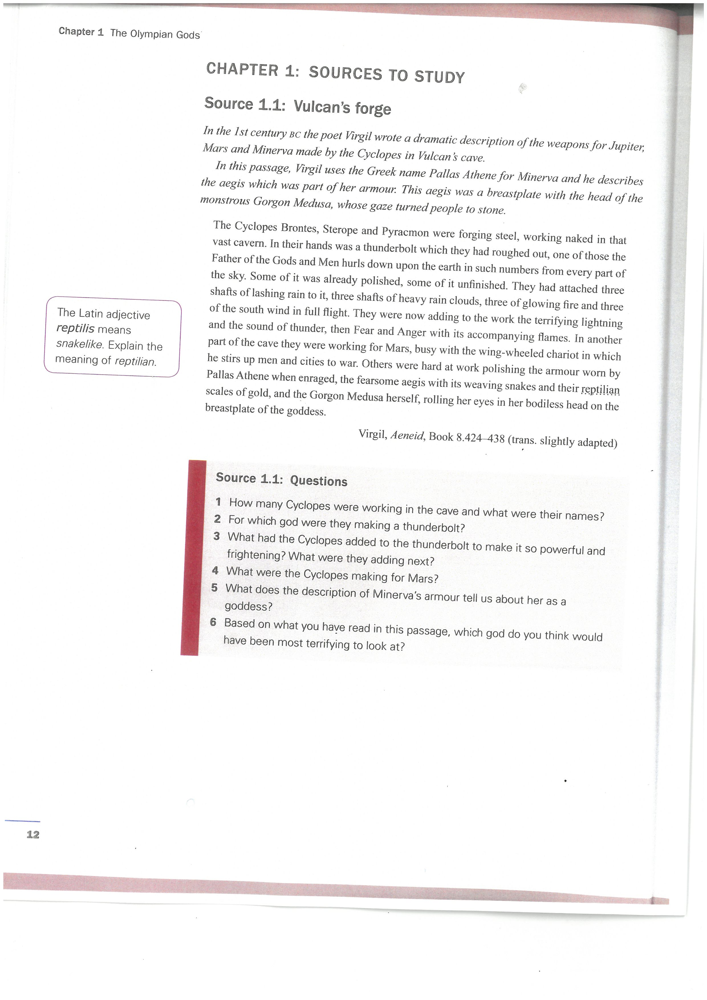 Chapter 1 The Olympian Gods
CHAPTER 1: SOURCES TO STUDY
Source 1.1: Vulcan's forge
In the 1st century BC the poet Virgil wrote a dramatic description of the weapons for Jupiter,
Mars and Minerva made by the Cyclopes in Vulcan's cave.
In this passage, Virgil uses the Greek name Pallas Athene for Minerva and he describes
the aegis which was part of her armour. This aegis was a breastplate with the head of the
monstrous Gorgon Medusa, whose gaze turned people to stone.
The Cyclopes Brontes, Sterope and Pyracmon were forging steel, working naked in that
vast cavern. In their hands was a thunderbolt which they had roughed out, one of those the
Father of the Gods and Men hurls down upon the earth in such numbers from every part of
the sky. Some of it was already polished, some of it unfinished. They had attached three
shafts of lashing rain to it, three shafts of heavy rain clouds, three of glowing fire and three
of the south wind in full flight. They were now adding to the work the terrifying lightning
and the sound of thunder, then Fear and Anger with its accompanying flames. In another
part of the cave they were working for Mars, busy with the wing-wheeled chariot in which
he stirs up men and cities to war. Others were hard at work polishing the armour worn by
Pallas Athene when enraged, the fearsome aegis with its weaving snakes and their reptilian
scales of gold, and the Gorgon Medusa herself, rolling her eyes in her bodiless head on the
breastplate of the goddess.
Virgil, Aeneid, Book 8.424–438 (trans. slightly adapted)
The Latin adjective
reptilis means
snakelike. Explain the
meaning of reptilian.
Source 1.1: Questions
1 How many Cyclopes were working in the cave and what were their names?
2 For which god were they making a thunderbolt?
3 What had the Cyclopes added to the thunderbolt to make it so powerful and
frightening? What were they adding next?
4 What were the Cyclopes making for Mars?
5 What does the description of Minerva's armour tell us about her as a
goddess?
6 Based on what you have read in this passage, which god do you think would
have been most terrifying to look at?
12